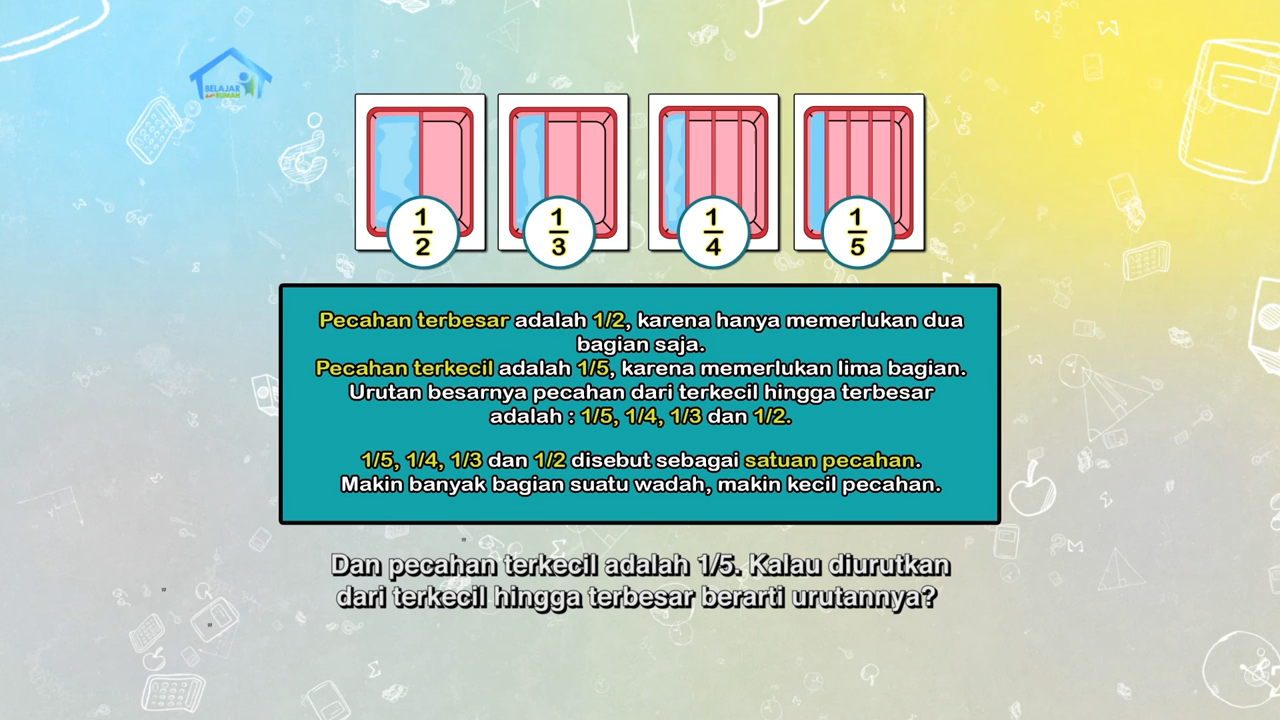 BELAJAR
dari RUMAH
1/2
1/3
1/4
1/5
Pecahan terbesar adalah 1/2, karena hanya memerlukan dua
bagian saja.
Pecahan terkecil adalah 1/5, karena memerlukan lima bagian.
Urutan besarnya pecahan dari terkecil hingga terbesar
adalah : 1/5, 1/4, 1/3 dan 1/2.
1/5, 1/4, 1/3 dan 1/2 disebut sebagai satuan pecahan.
Makin banyak bagian suatu wadah, makin kecil pecahan.
Dan pecahan terkecil adalah 1/5. Kalau diurutkan
dari terkecil hingga terbesar berarti urutannya?